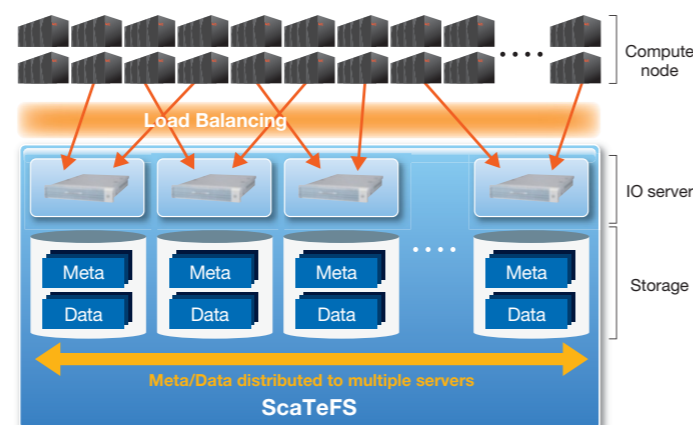 Compute
node
Load Balancing
IO server
Meta
Meta
Meta
Meta
Data
Data
Data
Data
Storage
Meta/Data distributed to multiple servers
ScaTeFS